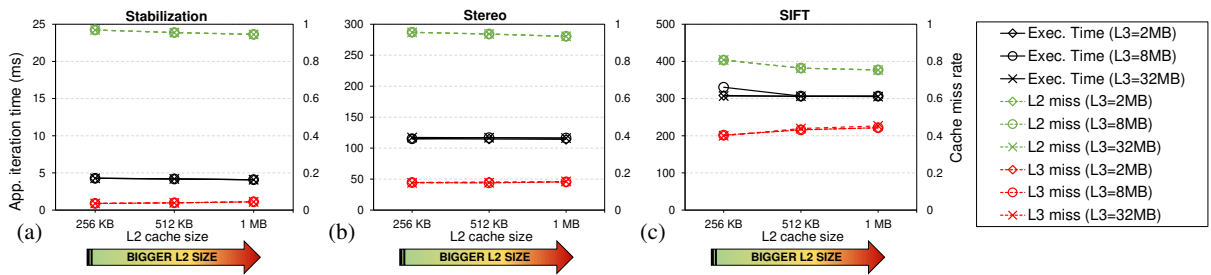 Stabilization
App. iteration time (ms)
25
20
15
10
5
0
1
0.8
0.6
0.4
0.2
0
256 KB
512 KB
1 MB
(a)
L2 cache size
BIGGER L2 SIZE
Stereo
300
250
200
150
100
50
0
1
0.8
0.6
0.4
0.2
0
256 KB
512 KB
1 MB
(b)
L2 cache size
BIGGER L2 SIZE
SIFT
500
400
300
200
100
0
1
0.8
0.6
0.4
0.2
0
Cache miss rate
256 KB
512 KB
1 MB
(c)
L2 cache size
BIGGER L2 SIZE
Exec. Time (L3=2MB)
Exec. Time (L3=8MB)
Exec. Time (L3=32MB)
L2 miss (L3=2MB)
L2 miss (L3=8MB)
L2 miss (L3=32MB)
L3 miss (L3=2MB)
L3 miss (L3=8MB)
L3 miss (L3=32MB)